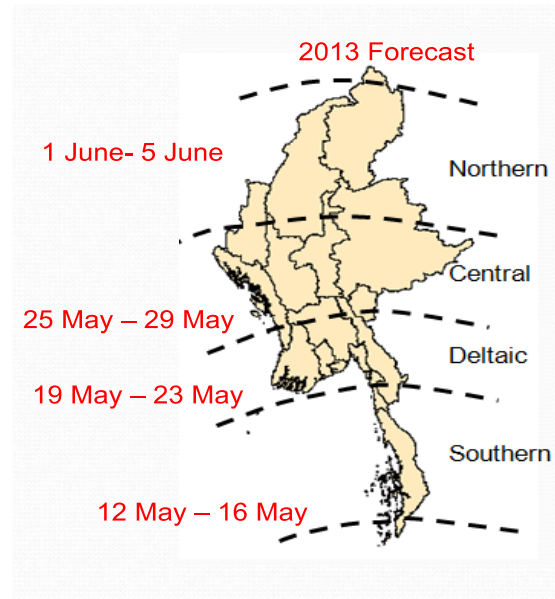 2013 Forecast
1 June- 5 June
Northern
Central
25 May – 29 May
Deltaic
19 May – 23 May
Southern
12 May – 16 May